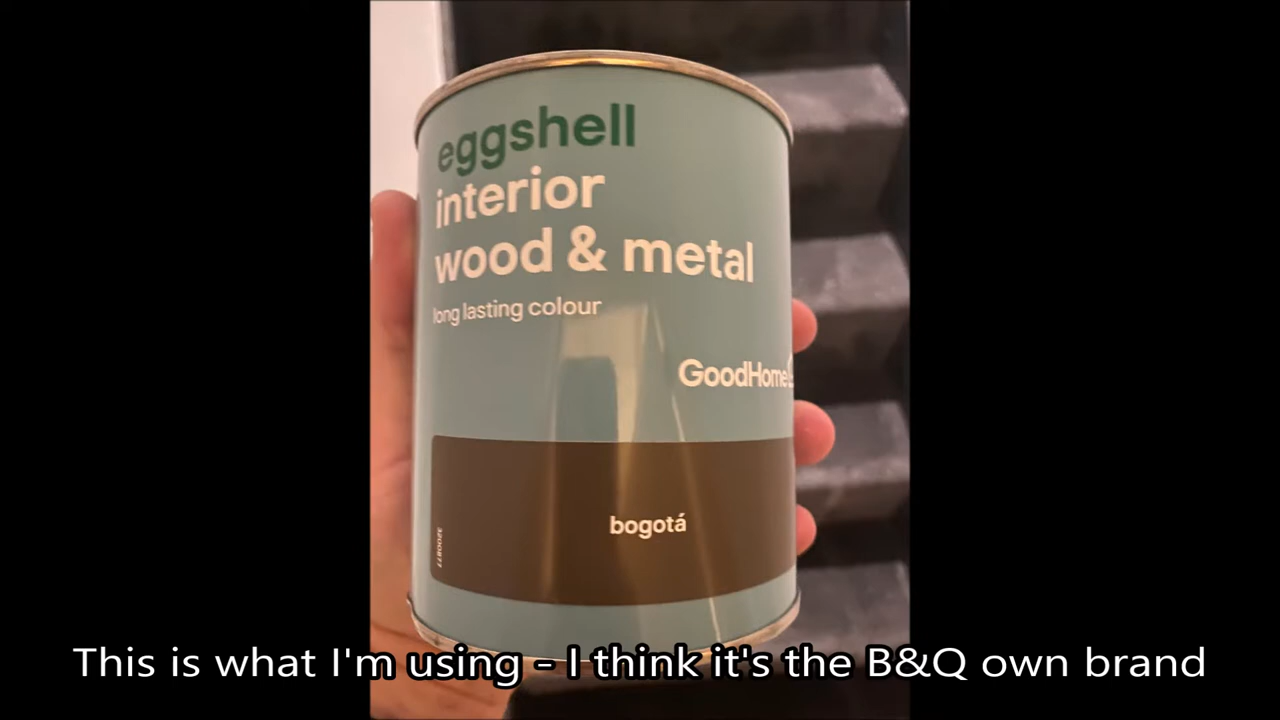 eggshell
interior
wood & metal
long lasting colour
GoodHome
bogotá
This is what I'm using - I think it's the B&Q own brand